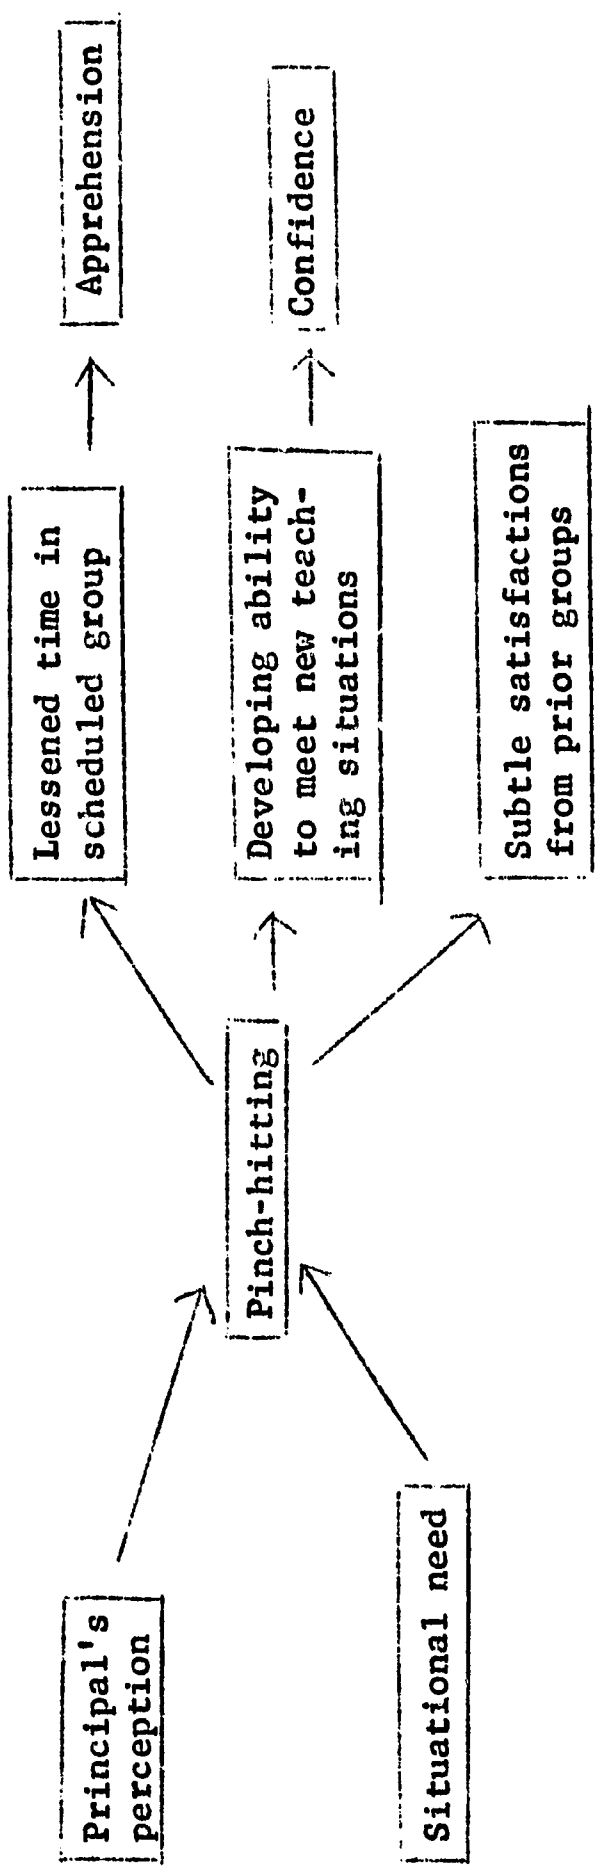 Principal's
perception
Situational need
Pinch-hitting
Lessened time in
scheduled group
Developing ability
to meet new teach-
ing situations
Subtle satisfactions
from prior groups
Apprehension
Confidence